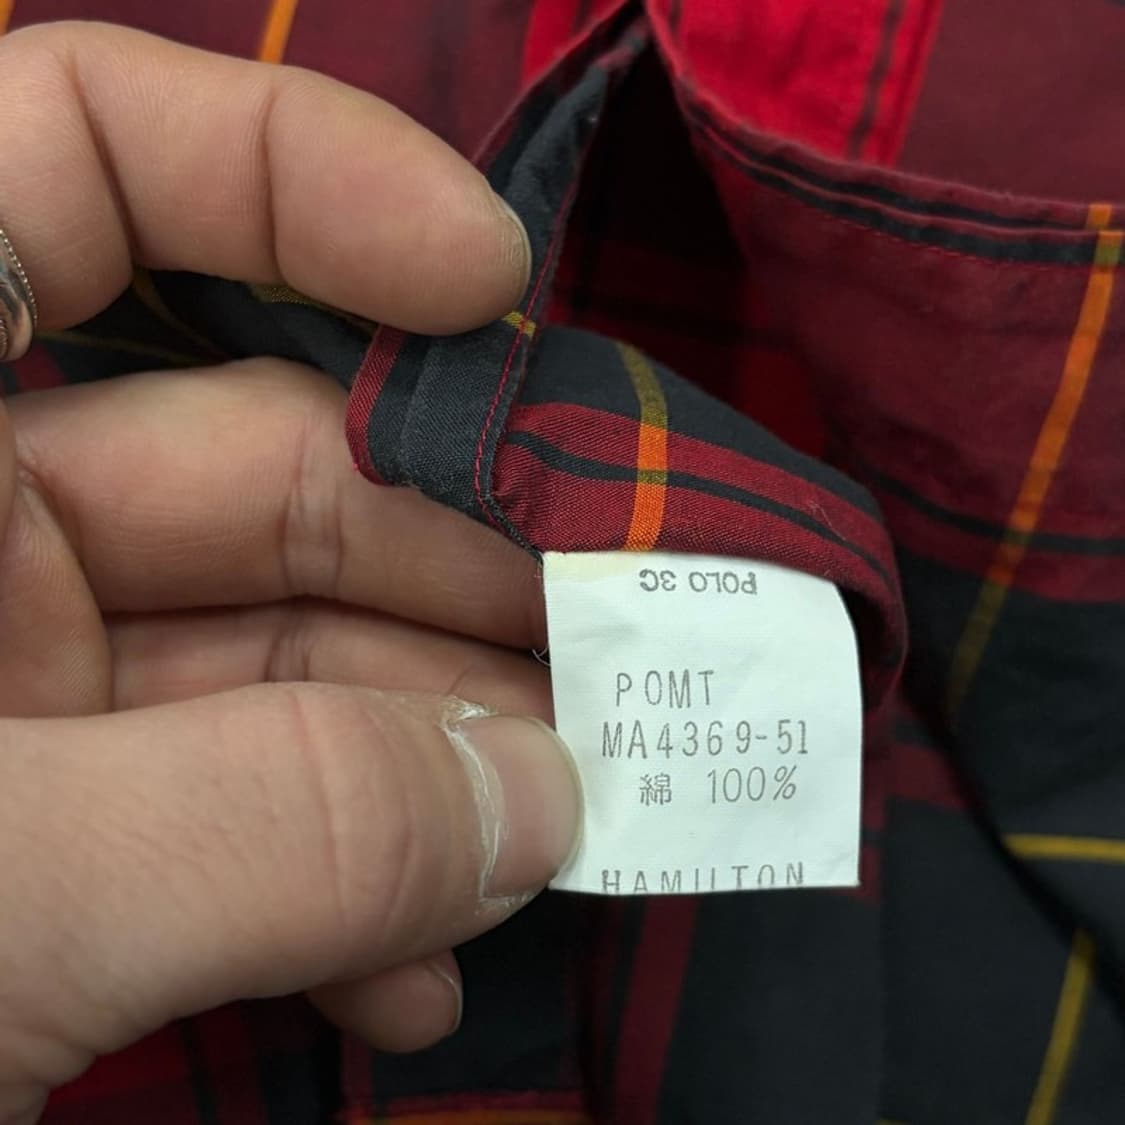 POLO 3C
POMT
MA4369-51
綿 100%
HAMILTON